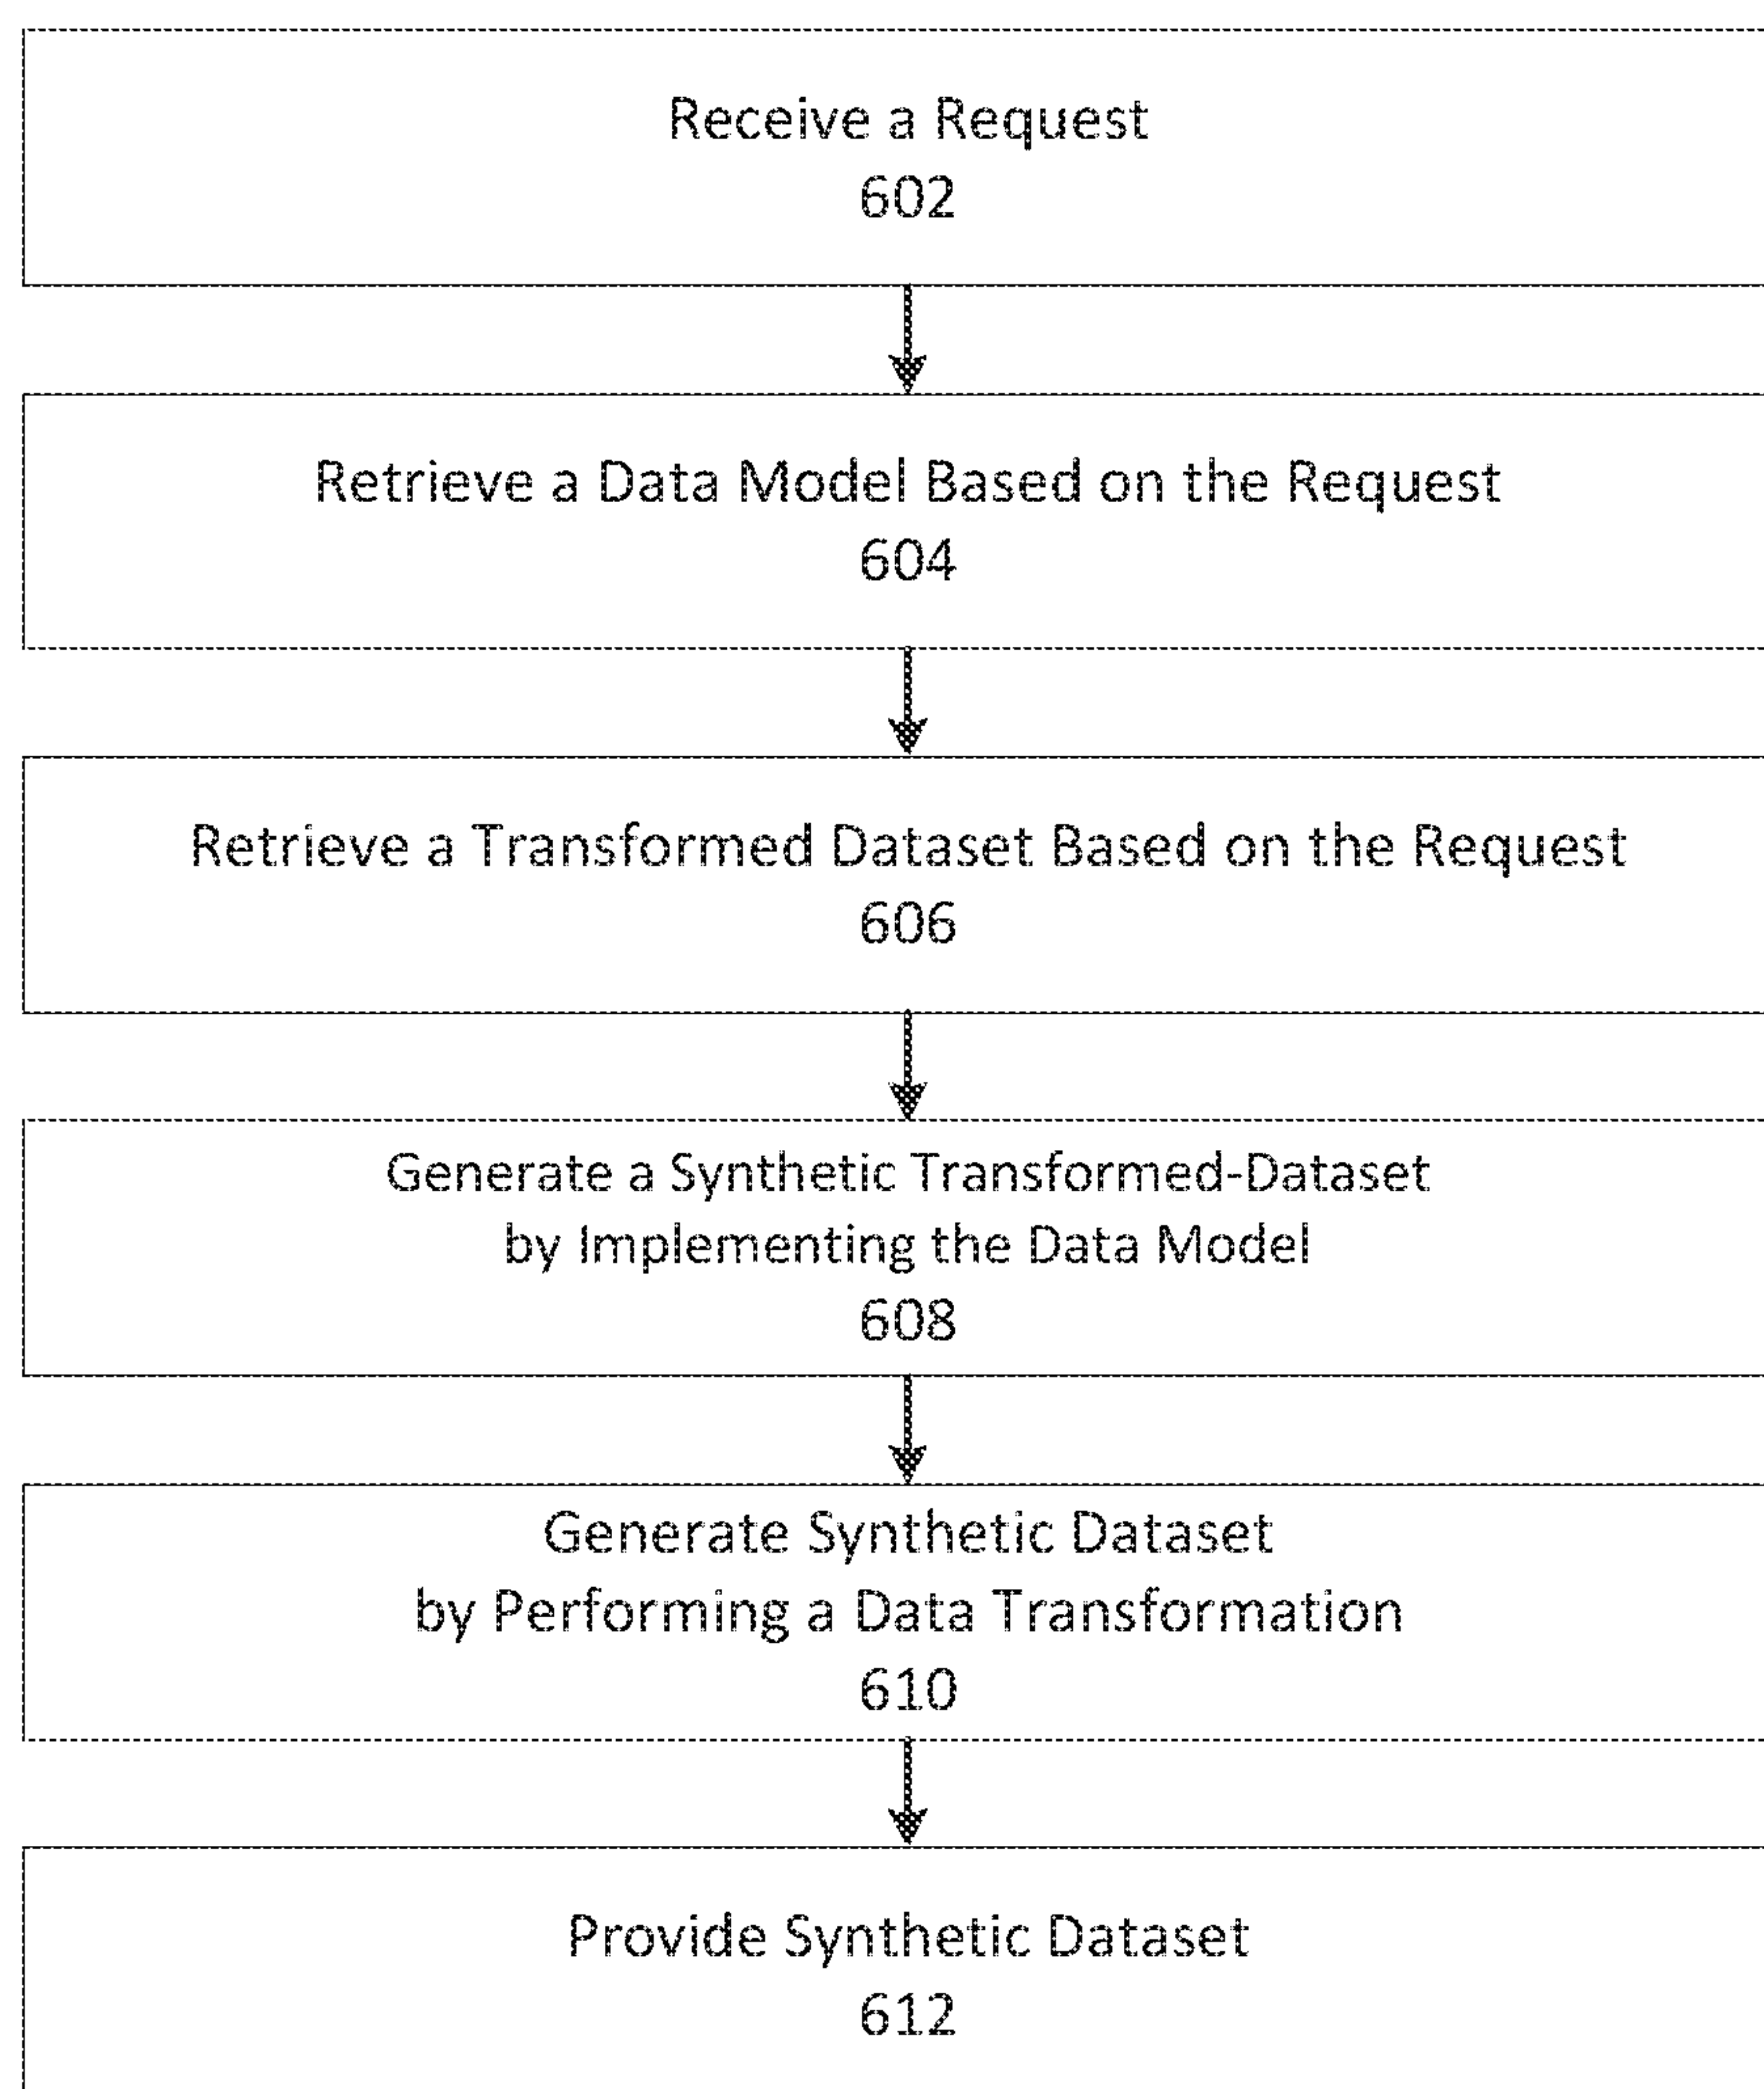 Receive a Request
602
Retrieve a Data Model Based on the Request
604
Retrieve a Transformed Dataset Based on the Request
606
Generate a Synthetic Transformed-Dataset
by Implementing the Data Model
608
Generate Synthetic Dataset
by Performing a Data Transformation
610
Provide Synthetic Dataset
612